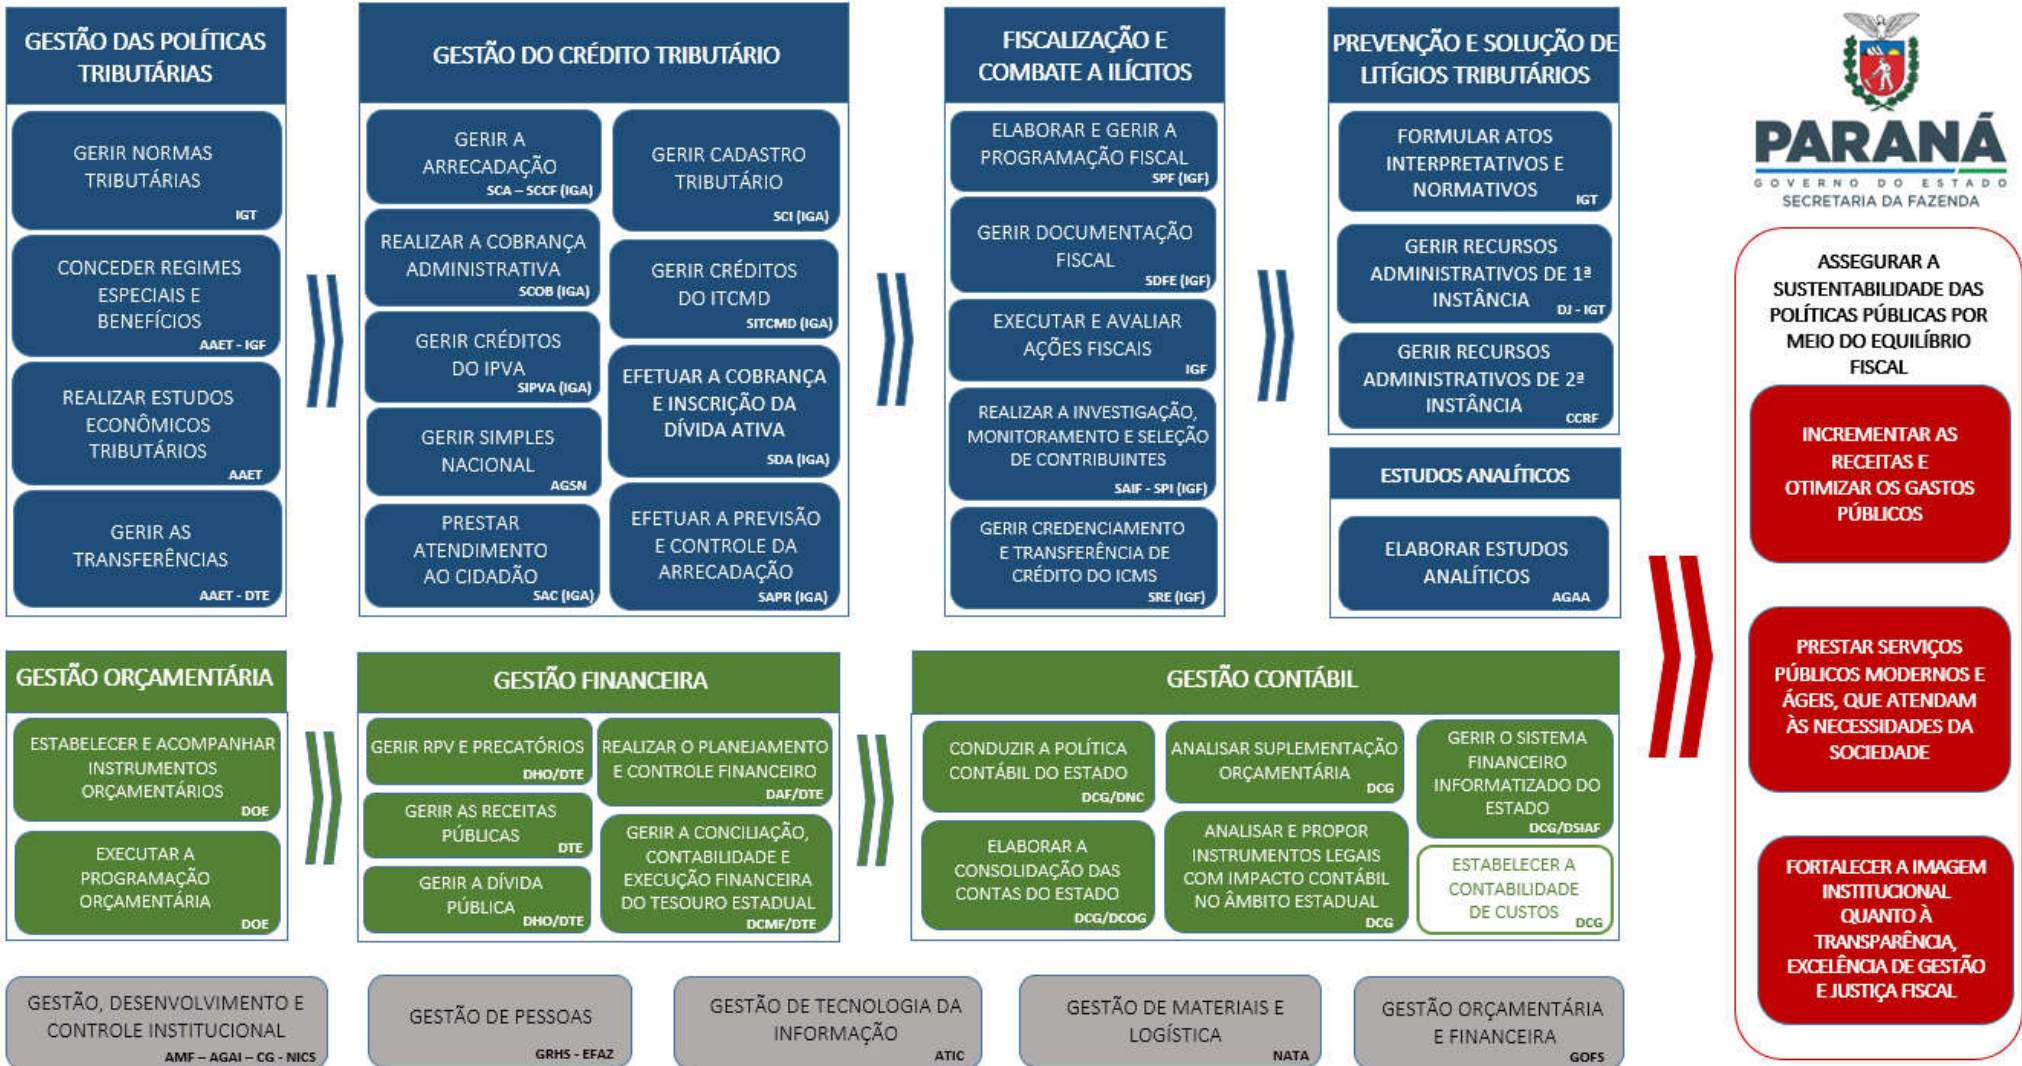 GESTÃO DAS POLÍTICAS
TRIBUTÁRIAS
GERIR NORMAS
TRIBUTÁRIAS
IGT
CONCEDER REGIMES
ESPECIAIS E
BENEFÍCIOS
AAET - IGF
REALIZAR ESTUDOS
ECONÔMICOS
TRIBUTÁRIOS
AAET
GERIR AS
TRANSFERÊNCIAS
AAET - DTE
GESTÃO DO CRÉDITO TRIBUTÁRIO
GERIR A
ARRECADAÇÃO
SCA – SCCF (IGA)
REALIZAR A COBRANÇA
ADMINISTRATIVA
SCOB (IGA)
GERIR CRÉDITOS
DO IPVA
SIPVA (IGA)
GERIR SIMPLES
NACIONAL
AGSN
PRESTAR
ATENDIMENTO
AO CIDADÃO
SAC (IGA)
GERIR CADASTRO
TRIBUTÁRIO
SCI (IGA)
GERIR CRÉDITOS
DO ITCMD
SITCMD (IGA)
EFETUAR A COBRANÇA
E INSCRIÇÃO DA
DÍVIDA ATIVA
SDA (IGA)
EFETUAR A PREVISÃO
E CONTROLE DA
ARRECADAÇÃO
SAPR (IGA)
FISCALIZAÇÃO E
COMBATE A ILÍCITOS
ELABORAR E GERIR A
PROGRAMAÇÃO FISCAL
SPF (IGF)
GERIR DOCUMENTAÇÃO
FISCAL
SDFE (IGF)
EXECUTAR E AVALIAR
AÇÕES FISCAIS
IGF
REALIZAR A INVESTIGAÇÃO,
MONITORAMENTO E SELEÇÃO
DE CONTRIBUINTES
SAIF - SPI (IGF)
GERIR CREDENCIAMENTO
E TRANSFERÊNCIA DE
CRÉDITO DO ICMS
SRE (IGF)
PREVENÇÃO E SOLUÇÃO DE
LITÍGIOS TRIBUTÁRIOS
FORMULAR ATOS
INTERPRETATIVOS E
NORMATIVOS
IGT
GERIR RECURSOS
ADMINISTRATIVOS DE 1ª
INSTÂNCIA
DJ - IGT
GERIR RECURSOS
ADMINISTRATIVOS DE 2ª
INSTÂNCIA
CCRF
ESTUDOS ANALÍTICOS
ELABORAR ESTUDOS
ANALÍTICOS
AGAA
GESTÃO ORÇAMENTÁRIA
ESTABELECER E ACOMPANHAR
INSTRUMENTOS
ORÇAMENTÁRIOS
DOE
EXECUTAR A
PROGRAMAÇÃO
ORÇAMENTÁRIA
DOE
GESTÃO FINANCEIRA
GERIR RPV E PRECATÓRIOS
DHO/DTE
GERIR AS RECEITAS
PÚBLICAS
DTE
GERIR A DÍVIDA
PÚBLICA
DHO/DTE
REALIZAR O PLANEJAMENTO
E CONTROLE FINANCEIRO
DAF/DTE
GERIR A CONCILIAÇÃO,
CONTABILIDADE E
EXECUÇÃO FINANCEIRA
DO TESOURO ESTADUAL
DCMF/DTE
GESTÃO CONTÁBIL
CONDUZIR A POLÍTICA
CONTÁBIL DO ESTADO
DCG/DNC
ELABORAR A
CONSOLIDAÇÃO DAS
CONTAS DO ESTADO
DCG/DCOG
ANALISAR SUPLEMENTAÇÃO
ORÇAMENTÁRIA
DCG
ANALISAR E PROPOR
INSTRUMENTOS LEGAIS
COM IMPACTO CONTÁBIL
NO ÂMBITO ESTADUAL
DCG
GERIR O SISTEMA
FINANCEIRO
INFORMATIZADO DO
ESTADO
DCG/DSIAF
ESTABELECER A
CONTABILIDADE
DE CUSTOS
DCG
GESTÃO, DESENVOLVIMENTO E
CONTROLE INSTITUCIONAL
AMF – AGAI – CG - NICS
GESTÃO DE PESSOAS
GRHS - EFAZ
GESTÃO DE TECNOLOGIA DA
INFORMAÇÃO
ATIC
GESTÃO DE MATERIAIS E
LOGÍSTICA
NATA
GESTÃO ORÇAMENTÁRIA
E FINANCEIRA
GOFS
PARANÁ
GOVERNO DO ESTADO
SECRETARIA DA FAZENDA
ASSEGURAR A
SUSTENTABILIDADE DAS
POLÍTICAS PÚBLICAS POR
MEIO DO EQUILÍBRIO
FISCAL
INCREMENTAR AS
RECEITAS E
OTIMIZAR OS GASTOS
PÚBLICOS
PRESTAR SERVIÇOS
PÚBLICOS MODERNOS E
ÁGEIS, QUE ATENDAM
ÀS NECESSIDADES DA
SOCIEDADE
FORTALECER A IMAGEM
INSTITUCIONAL
QUANTO À
TRANSPARÊNCIA,
EXCELÊNCIA DE GESTÃO
E JUSTIÇA FISCAL